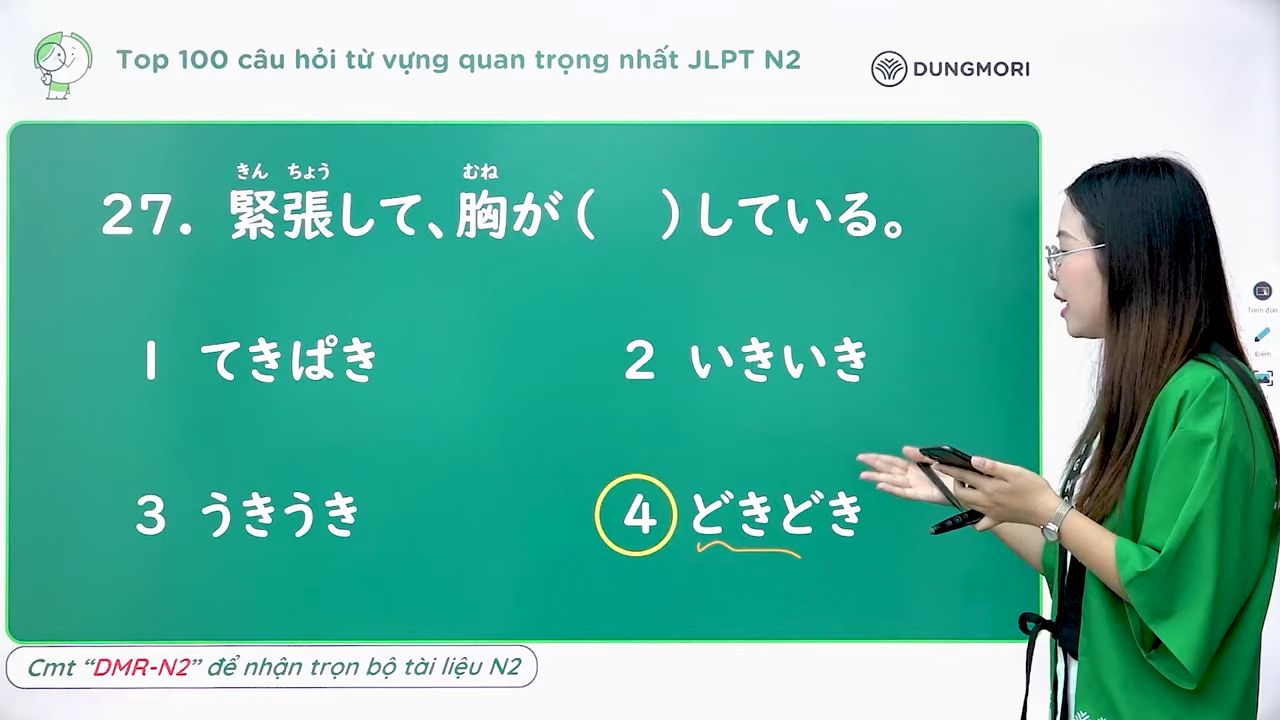 Top 100 câu hỏi từ vựng quan trọng nhất JLPT N2
DUNGMORI
きん ちょう むね
27. 緊張して、胸が( )している。
1 てきぱき 2 いきいき
3 うきうき 4 どきどき
Cmt “DMR-N2” để nhận trọn bộ tài liệu N2